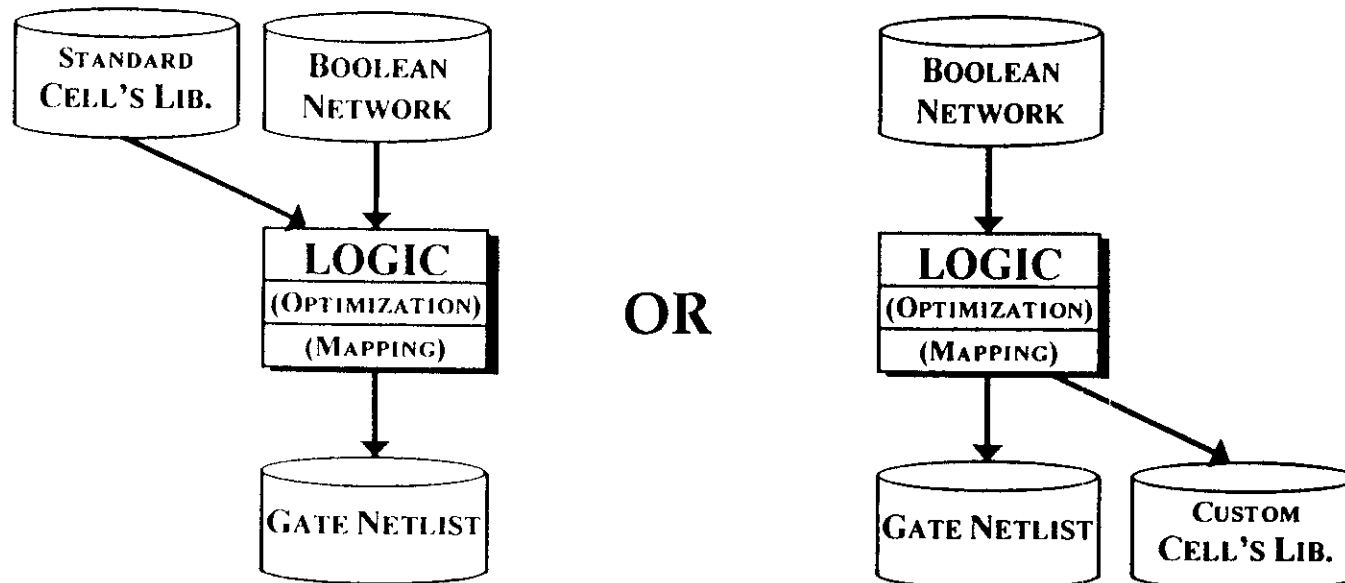 STANDARD
CELL'S LIB.
BOOLEAN
NETWORK
LOGIC
(OPTIMIZATION)
(MAPPING)
GATE NETLIST
OR
BOOLEAN
NETWORK
LOGIC
(OPTIMIZATION)
(MAPPING)
GATE NETLIST
CUSTOM
CELL'S LIB.